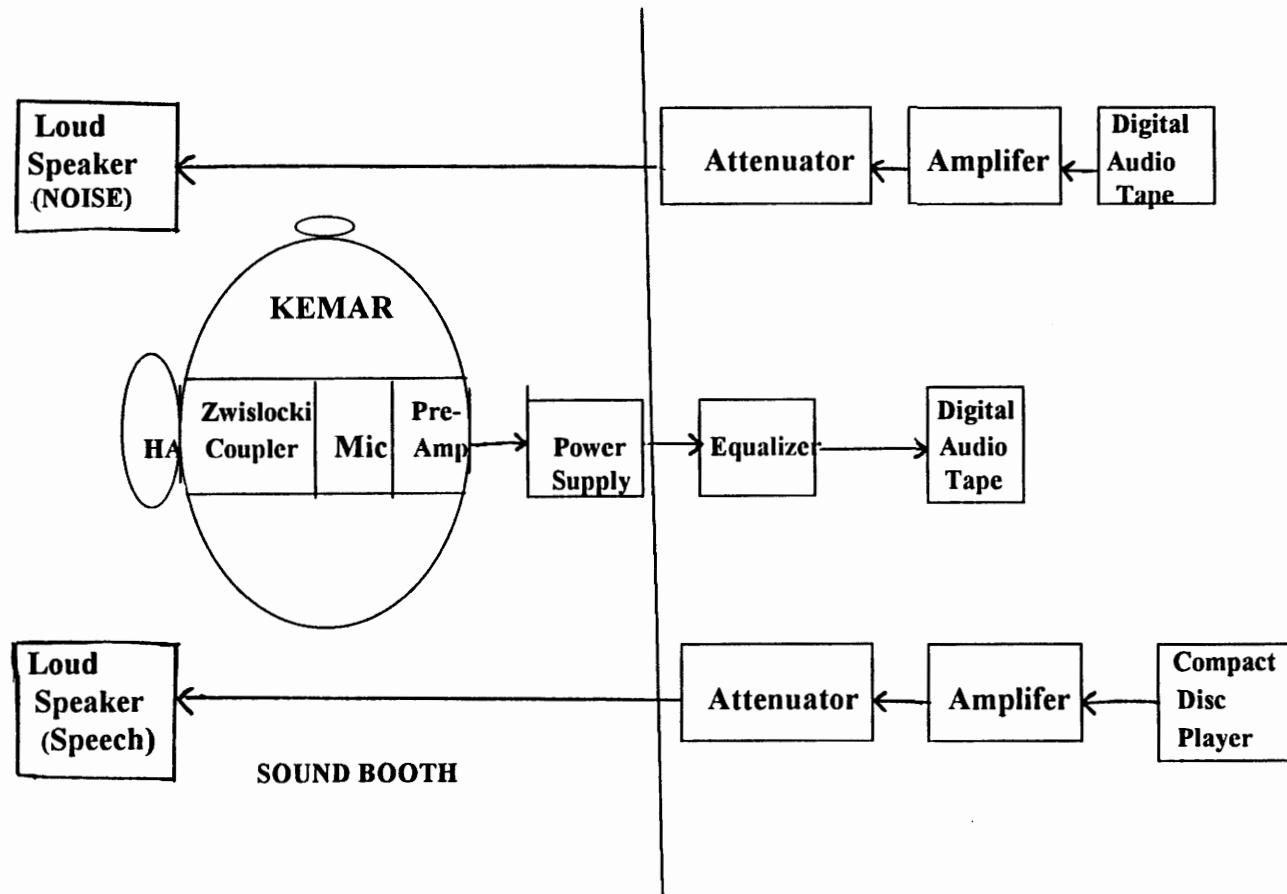 Loud
Speaker
(NOISE)
Attenuator
Amplifer
Digital
Audio
Tape
KEMAR
HA
Zwislocki
Coupler
Mic
Pre-
Amp
Power
Supply
Equalizer
Digital
Audio
Tape
Loud
Speaker
(Speech)
Attenuator
Amplifer
Compact
Disc
Player
SOUND BOOTH